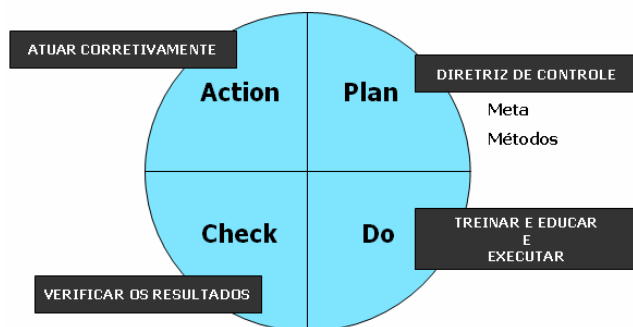 ATUAR CORRETIVAMENTE
Action
Plan
DIRETRIZ DE CONTROLE
Meta
Métodos
Check
Do
TREINAR E EDUCAR
E
EXECUTAR
VERIFICAR OS RESULTADOS